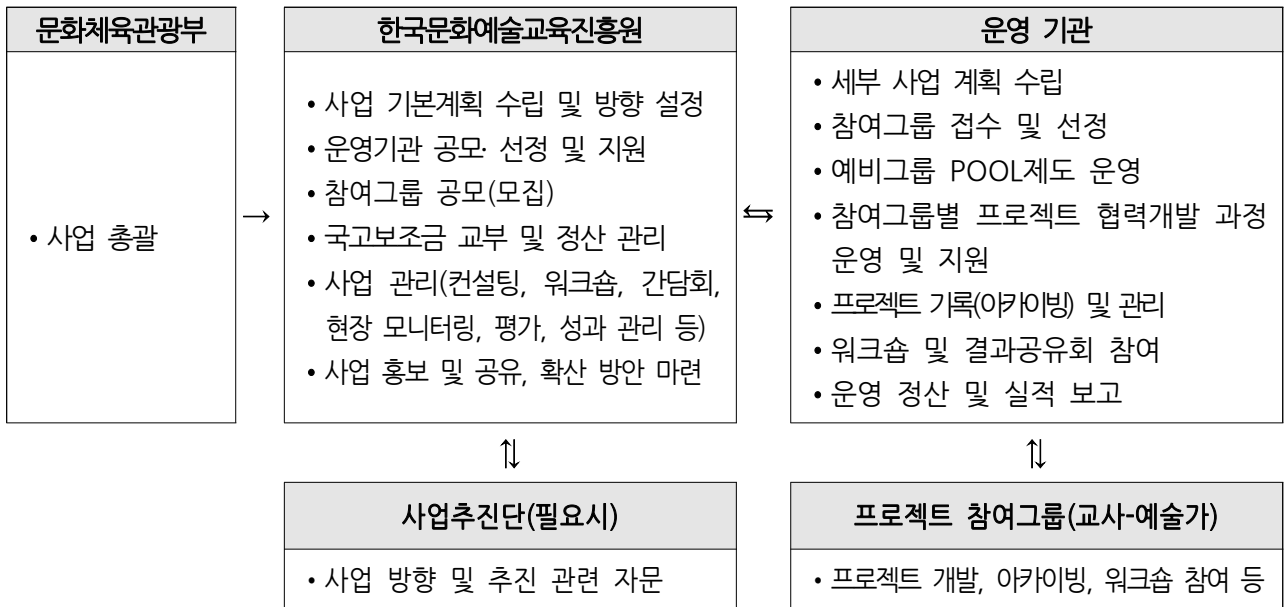 문화체육관광부
• 사업 총괄
→
한국문화예술교육진흥원
• 사업 기본계획 수립 및 방향 설정
• 운영기관 공모· 선정 및 지원
• 참여그룹 공모(모집)
• 국고보조금 교부 및 정산 관리
• 사업 관리(컨설팅, 워크숍, 간담회,
현장 모니터링, 평가, 성과 관리 등)
• 사업 홍보 및 공유, 확산 방안 마련
⇆
운영 기관
• 세부 사업 계획 수립
• 참여그룹 접수 및 선정
• 예비그룹 POOL제도 운영
• 참여그룹별 프로젝트 협력개발 과정
운영 및 지원
• 프로젝트 기록(아카이빙) 및 관리
• 워크숍 및 결과공유회 참여
• 운영 정산 및 실적 보고
⇅
⇅
사업추진단(필요시)
• 사업 방향 및 추진 관련 자문
프로젝트 참여그룹(교사-예술가)
• 프로젝트 개발, 아카이빙, 워크숍 참여 등